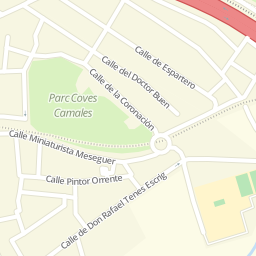 Calle de Espartero
Calle del Doctor Buen
Calle de la Coronación
Parc Coves
Camales
Calle Miniaturista Meseguer
Calle Pintor Orrente
Calle de Don Rafael Tenes Escrig